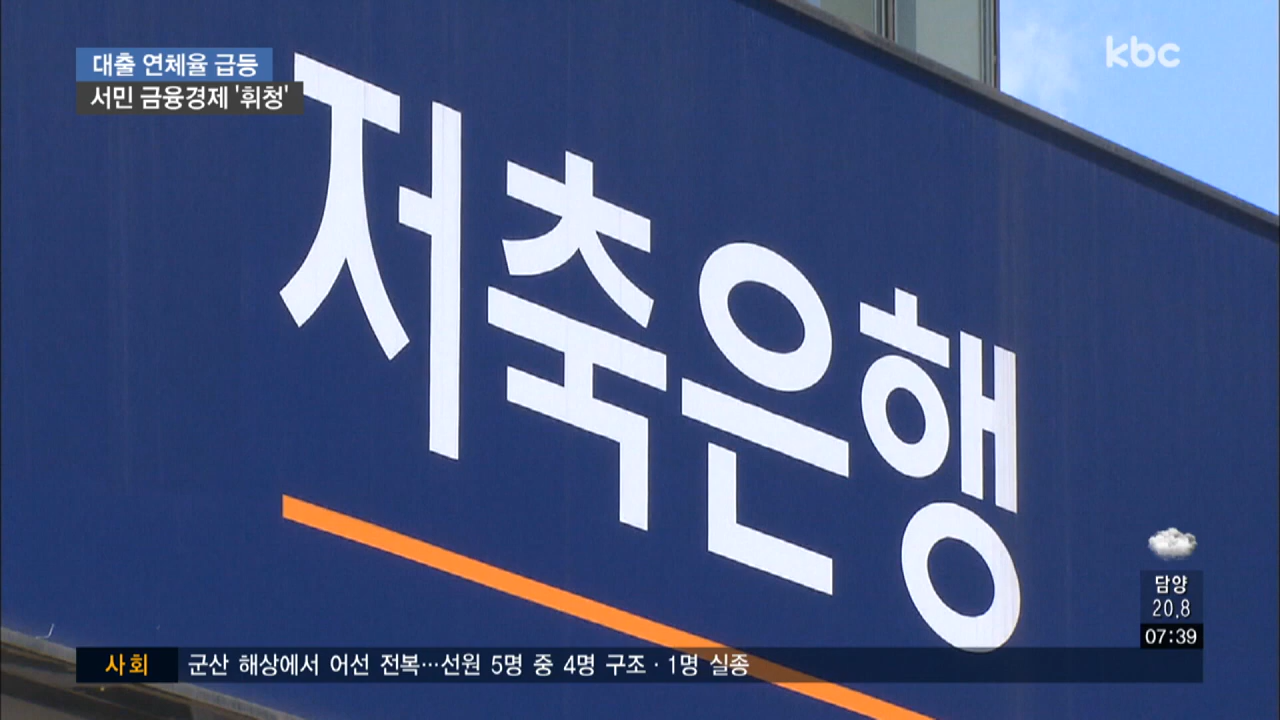 대출 연체율 급등
서민 금융경제 '휘청'
kbc
저축은행
담양
20.8
07:39
사회
군산 해상에서 어선 전복…선원 5명 중 4명 구조·1명 실종